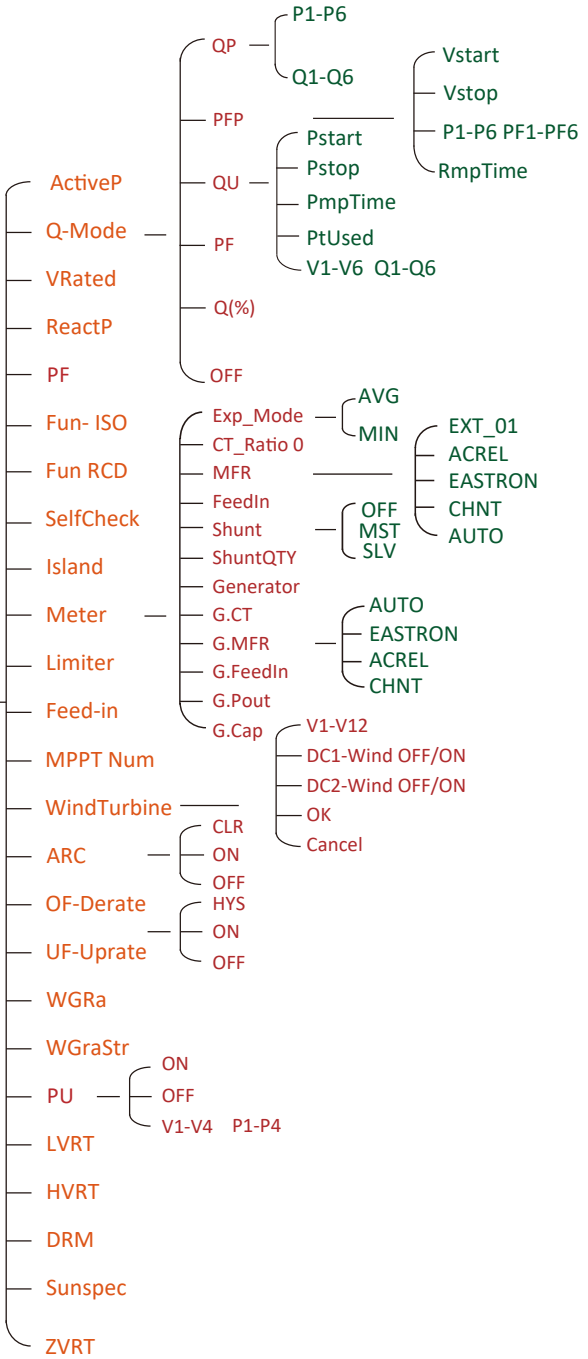 ActiveP
Q-Mode
VRated
ReactP
PF
Fun- ISO
Fun RCD
SelfCheck
Island
Meter
Limiter
Feed-in
MPPT Num
WindTurbine
ARC
OF-Derate
UF-Uprate
WGRa
WGraStr
PU
LVRT
HVRT
DRM
Sunspec
ZVRT
QP
PFP
QU
PF
Q(%)
OFF
P1-P6
Q1-Q6
Vstart
Vstop
P1-P6 PF1-PF6
RmpTime
Pstart
Pstop
PmpTime
PtUsed
V1-V6 Q1-Q6
Exp_Mode
CT_Ratio 0
MFR
FeedIn
Shunt
ShuntQTY
Generator
G.CT
G.MFR
G.FeedIn
G.Pout
G.Cap
AVG
MIN
EXT_01
ACREL
EASTRON
CHNT
AUTO
OFF
MST
SLV
AUTO
EASTRON
ACREL
CHNT
V1-V12
DC1-Wind OFF/ON
DC2-Wind OFF/ON
OK
Cancel
CLR
ON
OFF
HYS
ON
OFF
ON
OFF
V1-V4 P1-P4